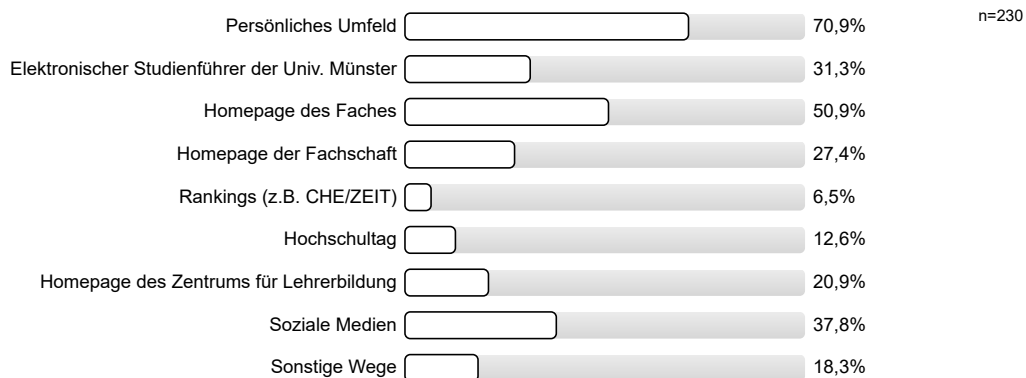 Persönliches Umfeld 70,9% n=230
Elektronischer Studienführer der Univ. Münster 31,3%
Homepage des Faches 50,9%
Homepage der Fachschaft 27,4%
Rankings (z.B. CHE/ZEIT) 6,5%
Hochschultag 12,6%
Homepage des Zentrums für Lehrerbildung 20,9%
Soziale Medien 37,8%
Sonstige Wege 18,3%